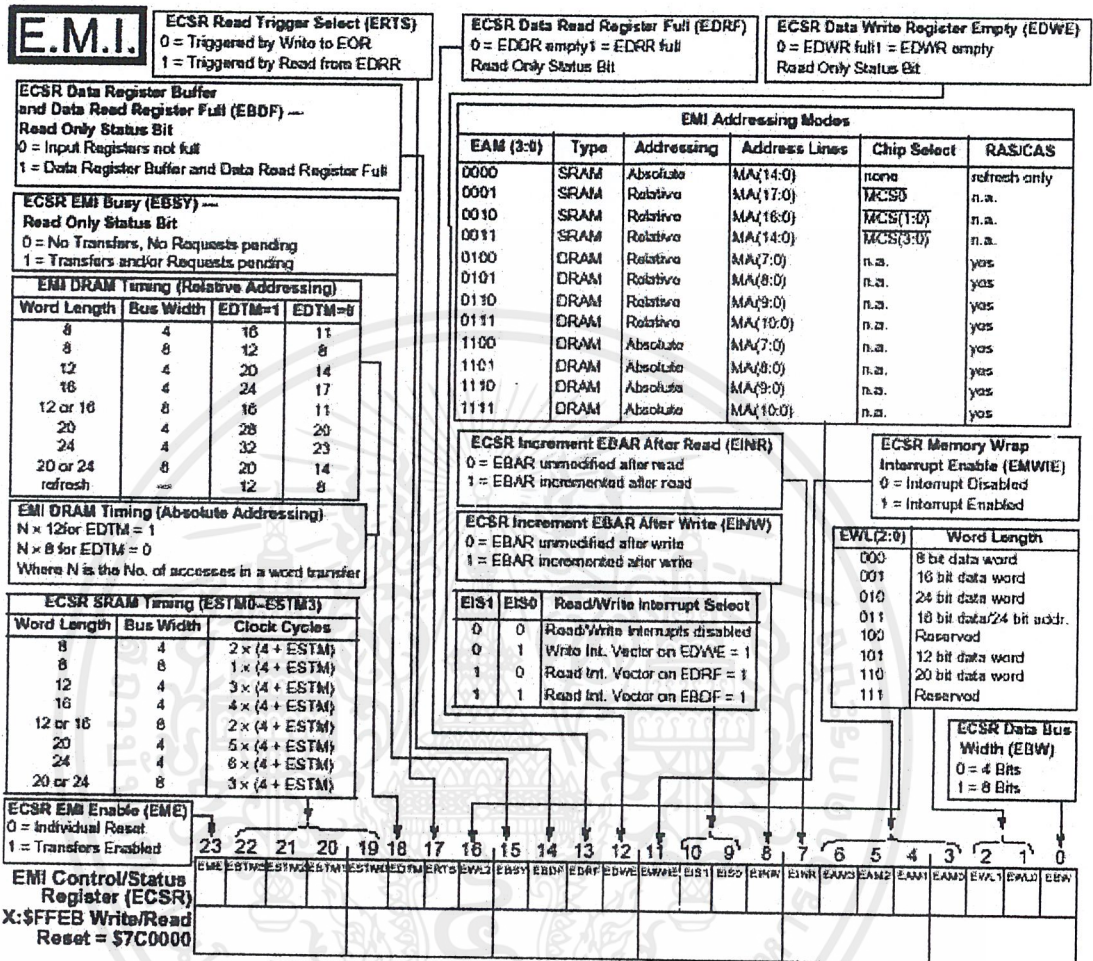 E.M.I.
ECSR Read Trigger Select (ERTS)
0 = Triggered by Write to EOR
1 = Triggered by Read from EDRR
ECSR Data Read Register Full (EDRF)
0 = EDDR empty1 = EDRR full
Read Only Status Bit
ECSR Data Write Register Empty (EDWE)
0 = EDWR full1 = EDWR empty
Read Only Status Bit
ECSR Data Register Buffer
and Data Read Register Full (EBDF) —
Read Only Status Bit
0 = Input Registers not full
1 = Data Register Buffer and Data Read Register Full
ECSR EMI Busy (EBSY) —
Read Only Status Bit
0 = No Transfers, No Requests pending
1 = Transfers and/or Requests pending
EMI DRAM Timing (Relative Addressing)
Word Length Bus Width EDTM=1 EDTM=0
8 4 16 11
8 8 12 8
12 4 20 14
16 4 24 17
12 or 16 8 16 11
20 4 28 20
24 4 32 23
20 or 24 8 20 14
refresh — 12 8
EMI DRAM Timing (Absolute Addressing)
N × 12for EDTM = 1
N × 8 for EDTM = 0
Where N is the No. of accesses in a word transfer
ECSR SRAM Timing (ESTM0–ESTM3)
Word Length Bus Width Clock Cycles
8 4 2 × (4 + ESTM)
8 8 1 × (4 + ESTM)
12 4 3 × (4 + ESTM)
16 4 4 × (4 + ESTM)
12 or 16 8 2 × (4 + ESTM)
20 4 5 × (4 + ESTM)
24 4 6 × (4 + ESTM)
20 or 24 8 3 × (4 + ESTM)
EMI Addressing Modes
EAM (3:0) Type Addressing Address Lines Chip Select RAS/CAS
0000 SRAM Absolute MA(14:0) none refresh only
0001 SRAM Relative MA(17:0) MCS0 n.a.
0010 SRAM Relative MA(16:0) MCS(1:0) n.a.
0011 SRAM Relative MA(14:0) MCS(3:0) n.a.
0100 DRAM Relative MA(7:0) n.a. yes
0101 DRAM Relative MA(8:0) n.a. yes
0110 DRAM Relative MA(9:0) n.a. yes
0111 DRAM Relative MA(10:0) n.a. yes
1100 DRAM Absolute MA(7:0) n.a. yes
1101 DRAM Absolute MA(8:0) n.a. yes
1110 DRAM Absolute MA(9:0) n.a. yes
1111 DRAM Absolute MA(10:0) n.a. yes
ECSR Increment EBAR After Read (EINR)
0 = EBAR unmodified after read
1 = EBAR incremented after read
ECSR Increment EBAR After Write (EINW)
0 = EBAR unmodified after write
1 = EBAR incremented after write
EIS1 EIS0 Read/Write Interrupt Select
0 0 Read/Write Interrupts disabled
0 1 Write Int. Vector on EDWE = 1
1 0 Read Int. Vector on EDRF = 1
1 1 Read Int. Vector on EBDF = 1
ECSR Memory Wrap
Interrupt Enable (EMWIE)
0 = Interrupt Disabled
1 = Interrupt Enabled
EWL(2:0) Word Length
000 8 bit data word
001 16 bit data word
010 24 bit data word
011 16 bit data/24 bit addr.
100 Reserved
101 12 bit data word
110 20 bit data word
111 Reserved
ECSR Data Bus
Width (EBW)
0 = 4 Bits
1 = 8 Bits
ECSR EMI Enable (EME)
0 = Individual Reset
1 = Transfers Enabled
23 22 21 20 19 18 17 16 15 14 13 12 11 10 9 8 7 6 5 4 3 2 1 0
EME ESTM3 ESTM2 ESTM1 ESTM0 EDTM ERTS EWL2 EBSY EBDF EDRF EDWE EMWIE EIS1 EIS0 EINW EINR EAM3 EAM2 EAM1 EAM0 EWL1 EWL0 EBW
EMI Control/Status
Register (ECSR)
X:$FFEB Write/Read
Reset = $7C0000